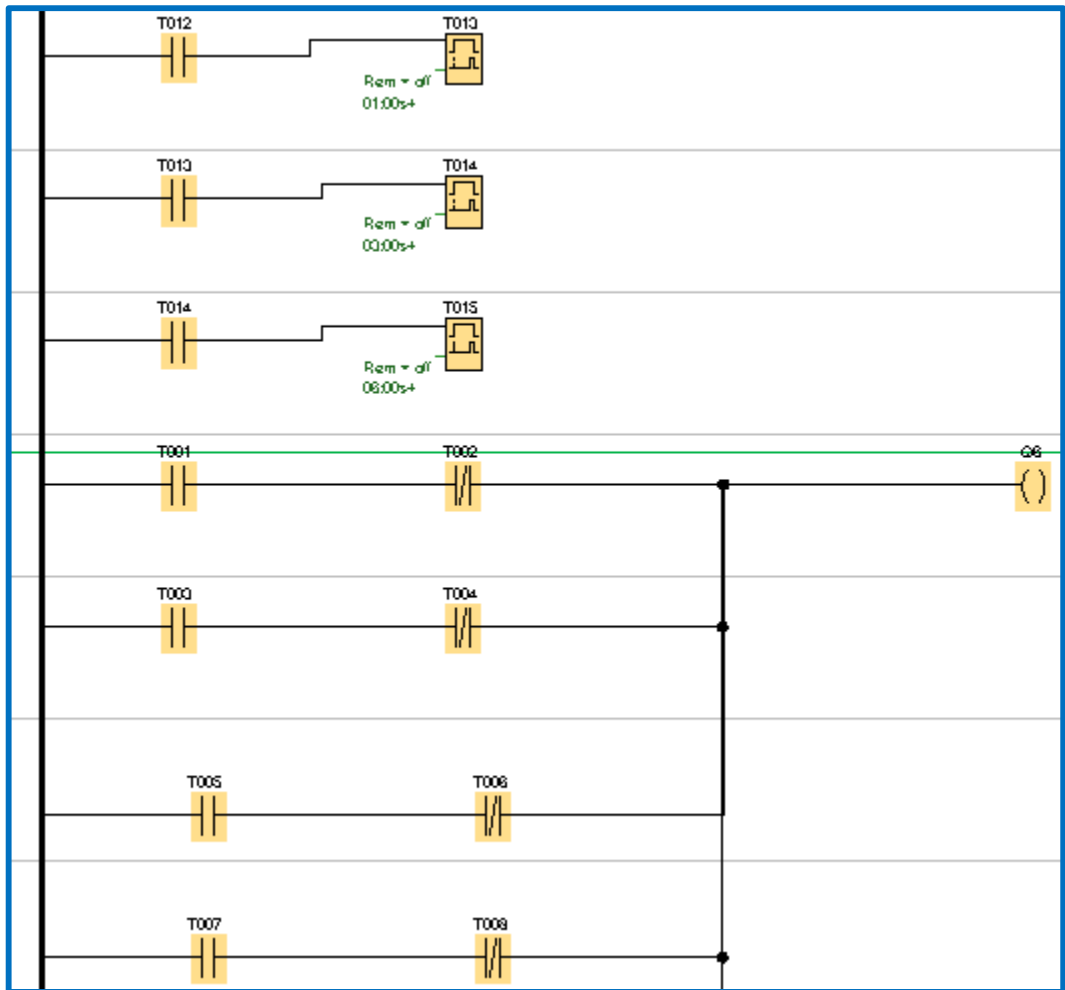 T012 T013
Rem = off
01:00s+
T013 T014
Rem = off
03:00s+
T014 T015
Rem = off
06:00s+
T001 T002 Q6
T003 T004
T005 T006
T007 T008